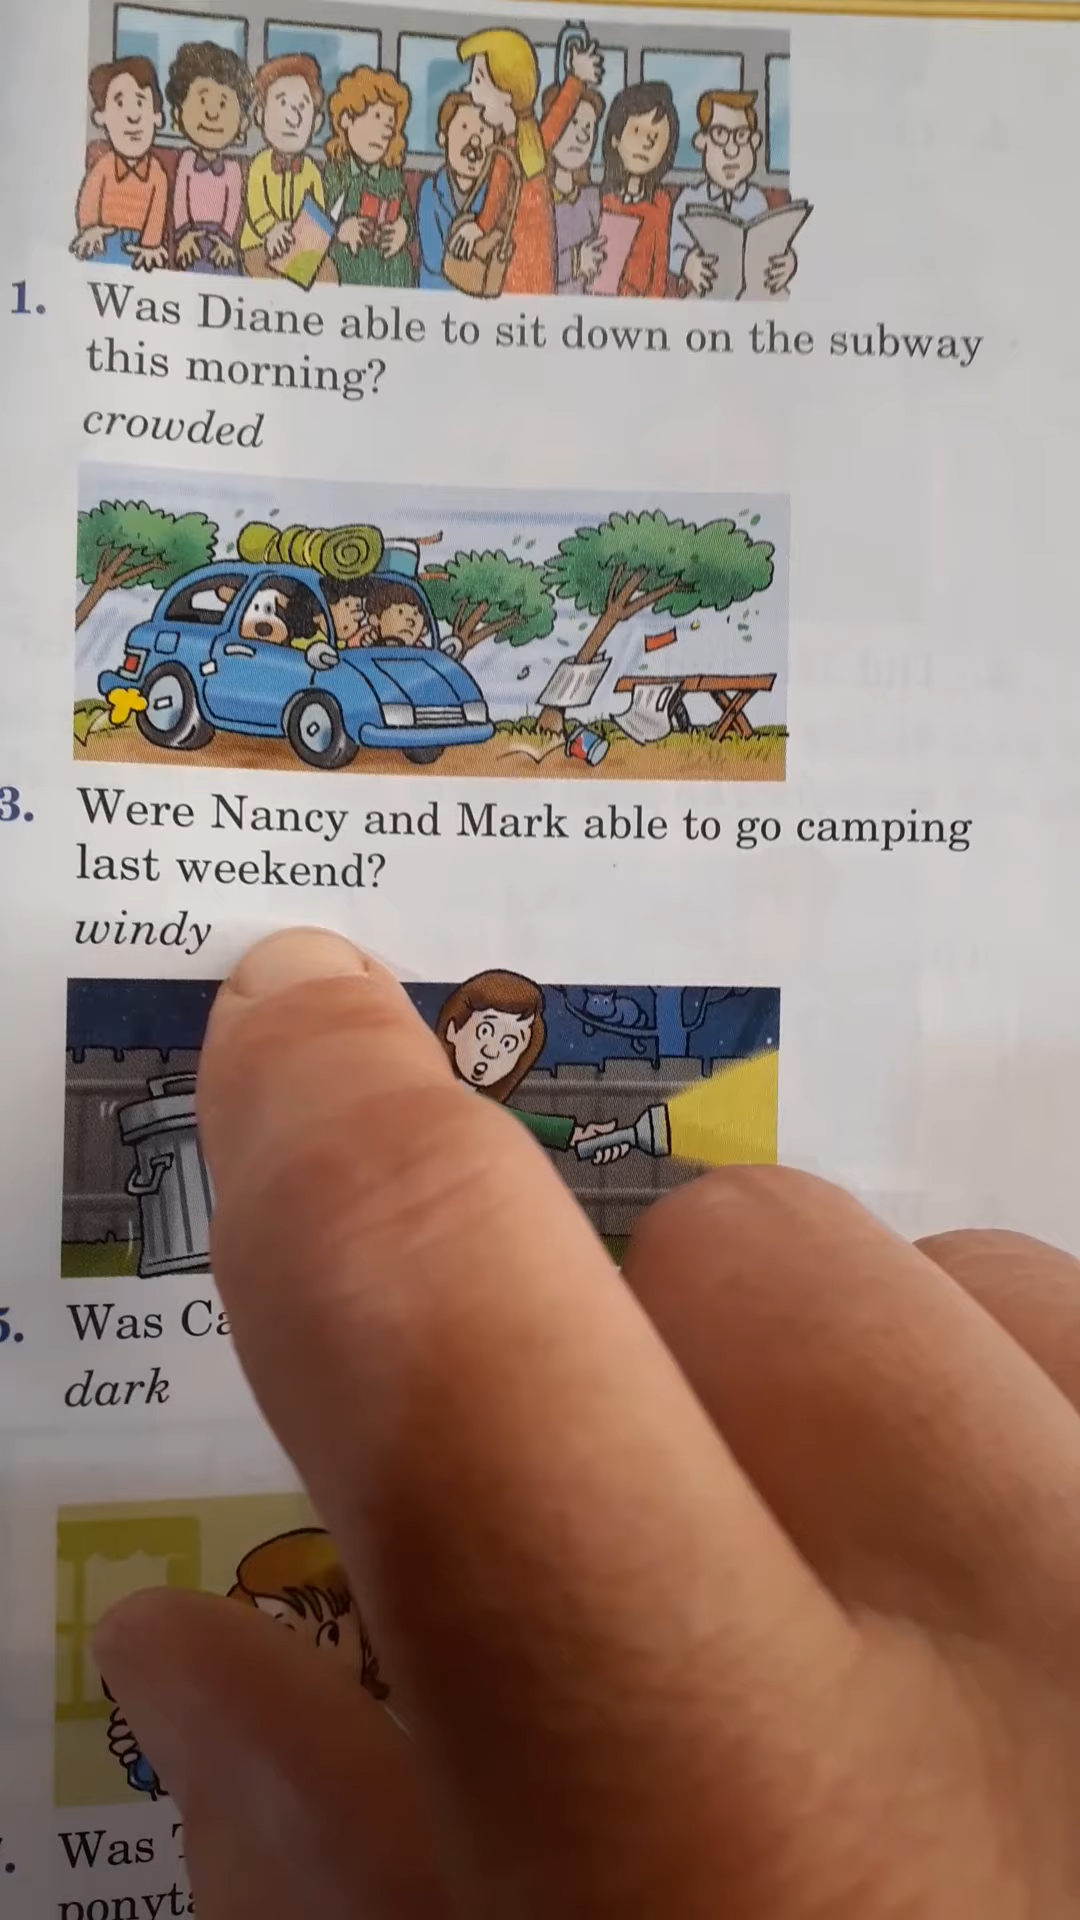 1. Was Diane able to sit down on the subway
this morning?
crowded
3. Were Nancy and Mark able to go camping
last weekend?
windy
5. Was
dark
Was